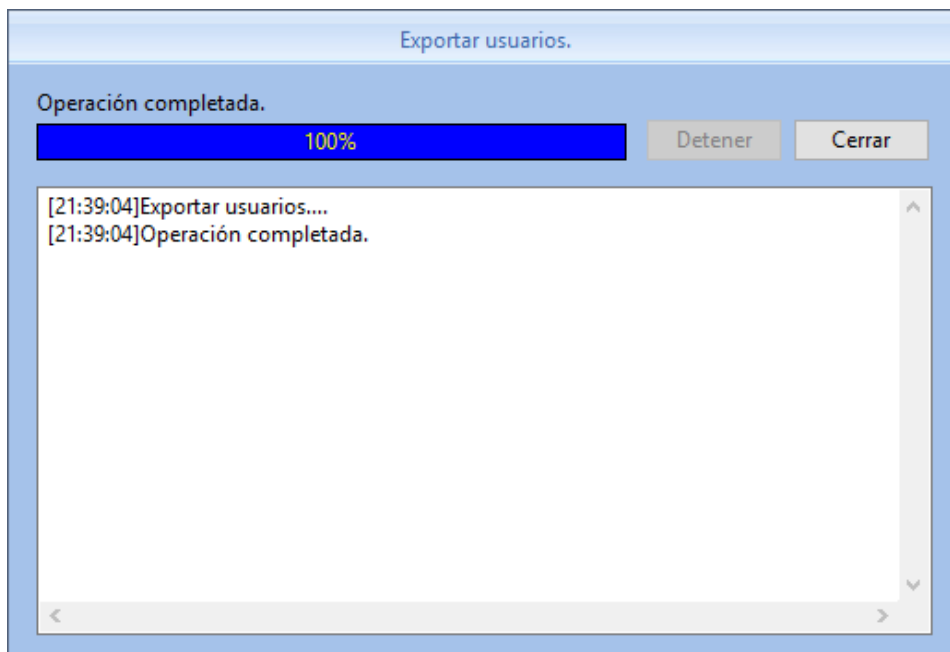 Exportar usuarios.
Operación completada.
100%
Detener
Cerrar
[21:39:04]Exportar usuarios....
[21:39:04]Operación completada.